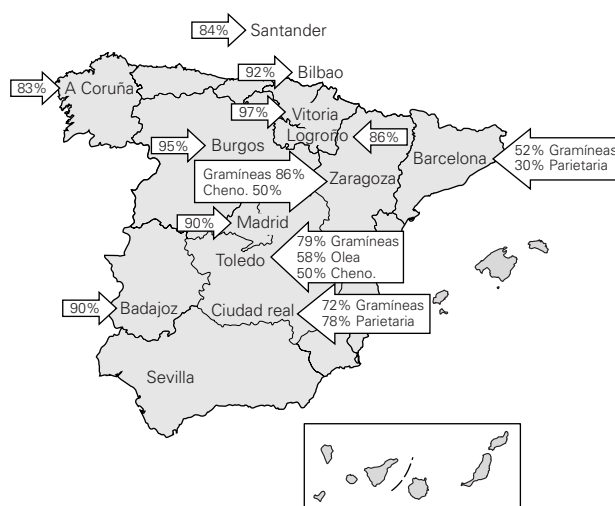 84% Santander
92% Bilbao
83% A Coruña
97% Vitoria
Logroño 86%
95% Burgos
Barcelona 52% Gramíneas
30% Parietaria
Gramíneas 86%
Cheno. 50%
Zaragoza
90% Madrid
Toledo
79% Gramíneas
58% Olea
50% Cheno.
90% Badajoz
Ciudad real
72% Gramíneas
78% Parietaria
Sevilla